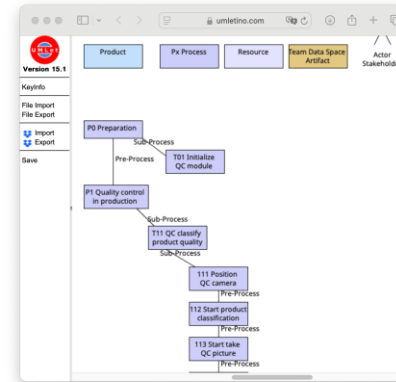 umletino.com
UMLet
Version 15.1
KeyInfo
File Import
File Export
Import
Export
Save
Product
Px Process
Resource
Team Data Space
Artifact
Actor
Stakehold
P0 Preparation
Sub-Process
Pre-Process
T01 Initialize
QC module
P1 Quality control
in production
Sub-Process
T11 QC classify
product quality
Sub-Process
111 Position
QC camera
Pre-Process
112 Start product
classification
Pre-Process
113 Start take
QC picture
Pre-Process